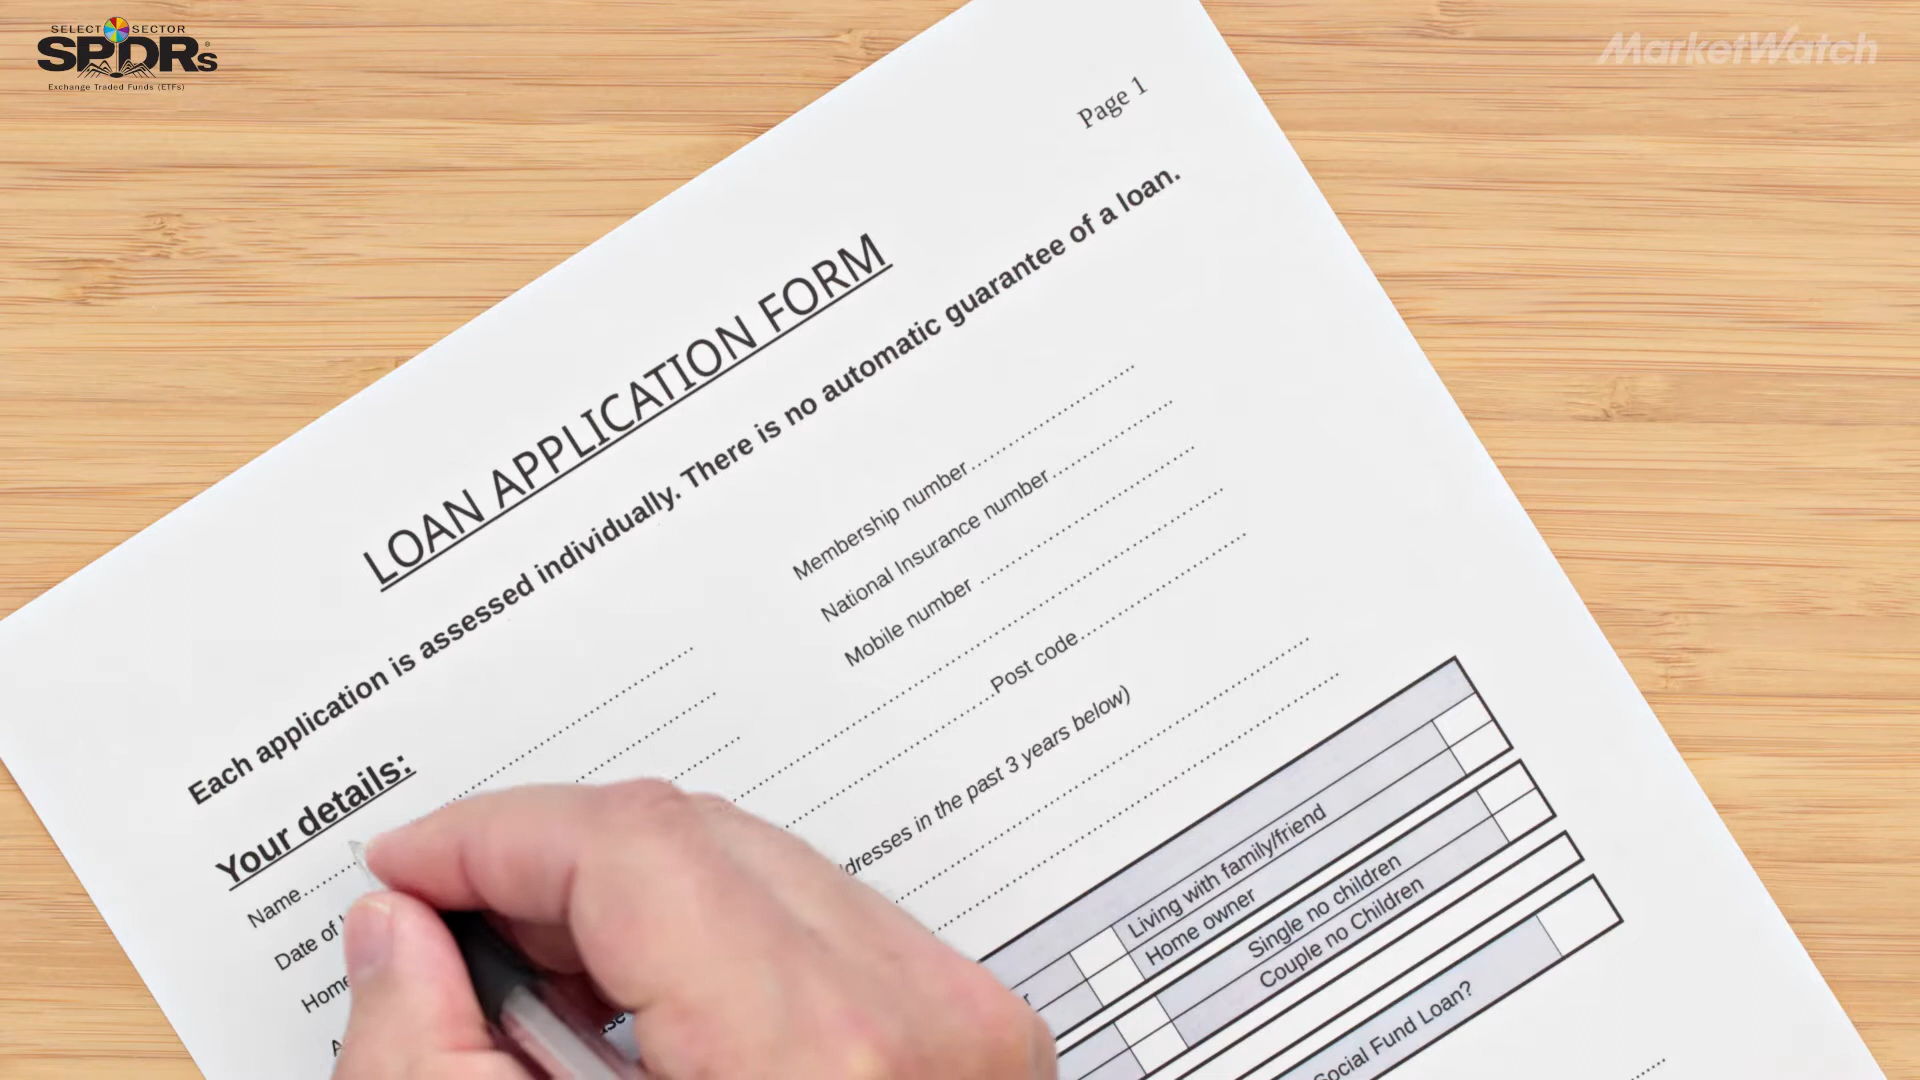 SELECT SECTOR
SPDRs
Exchange Traded Funds (ETFs)
MarketWatch
Page 1
LOAN APPLICATION FORM
Each application is assessed individually. There is no automatic guarantee of a loan.
Your details:
Membership number
Name
National Insurance number
Date of
Mobile number
Home
Post code
dresses in the past 3 years below)
Living with family/friend
Home owner
Single no children
Couple no Children
Social Fund Loan?